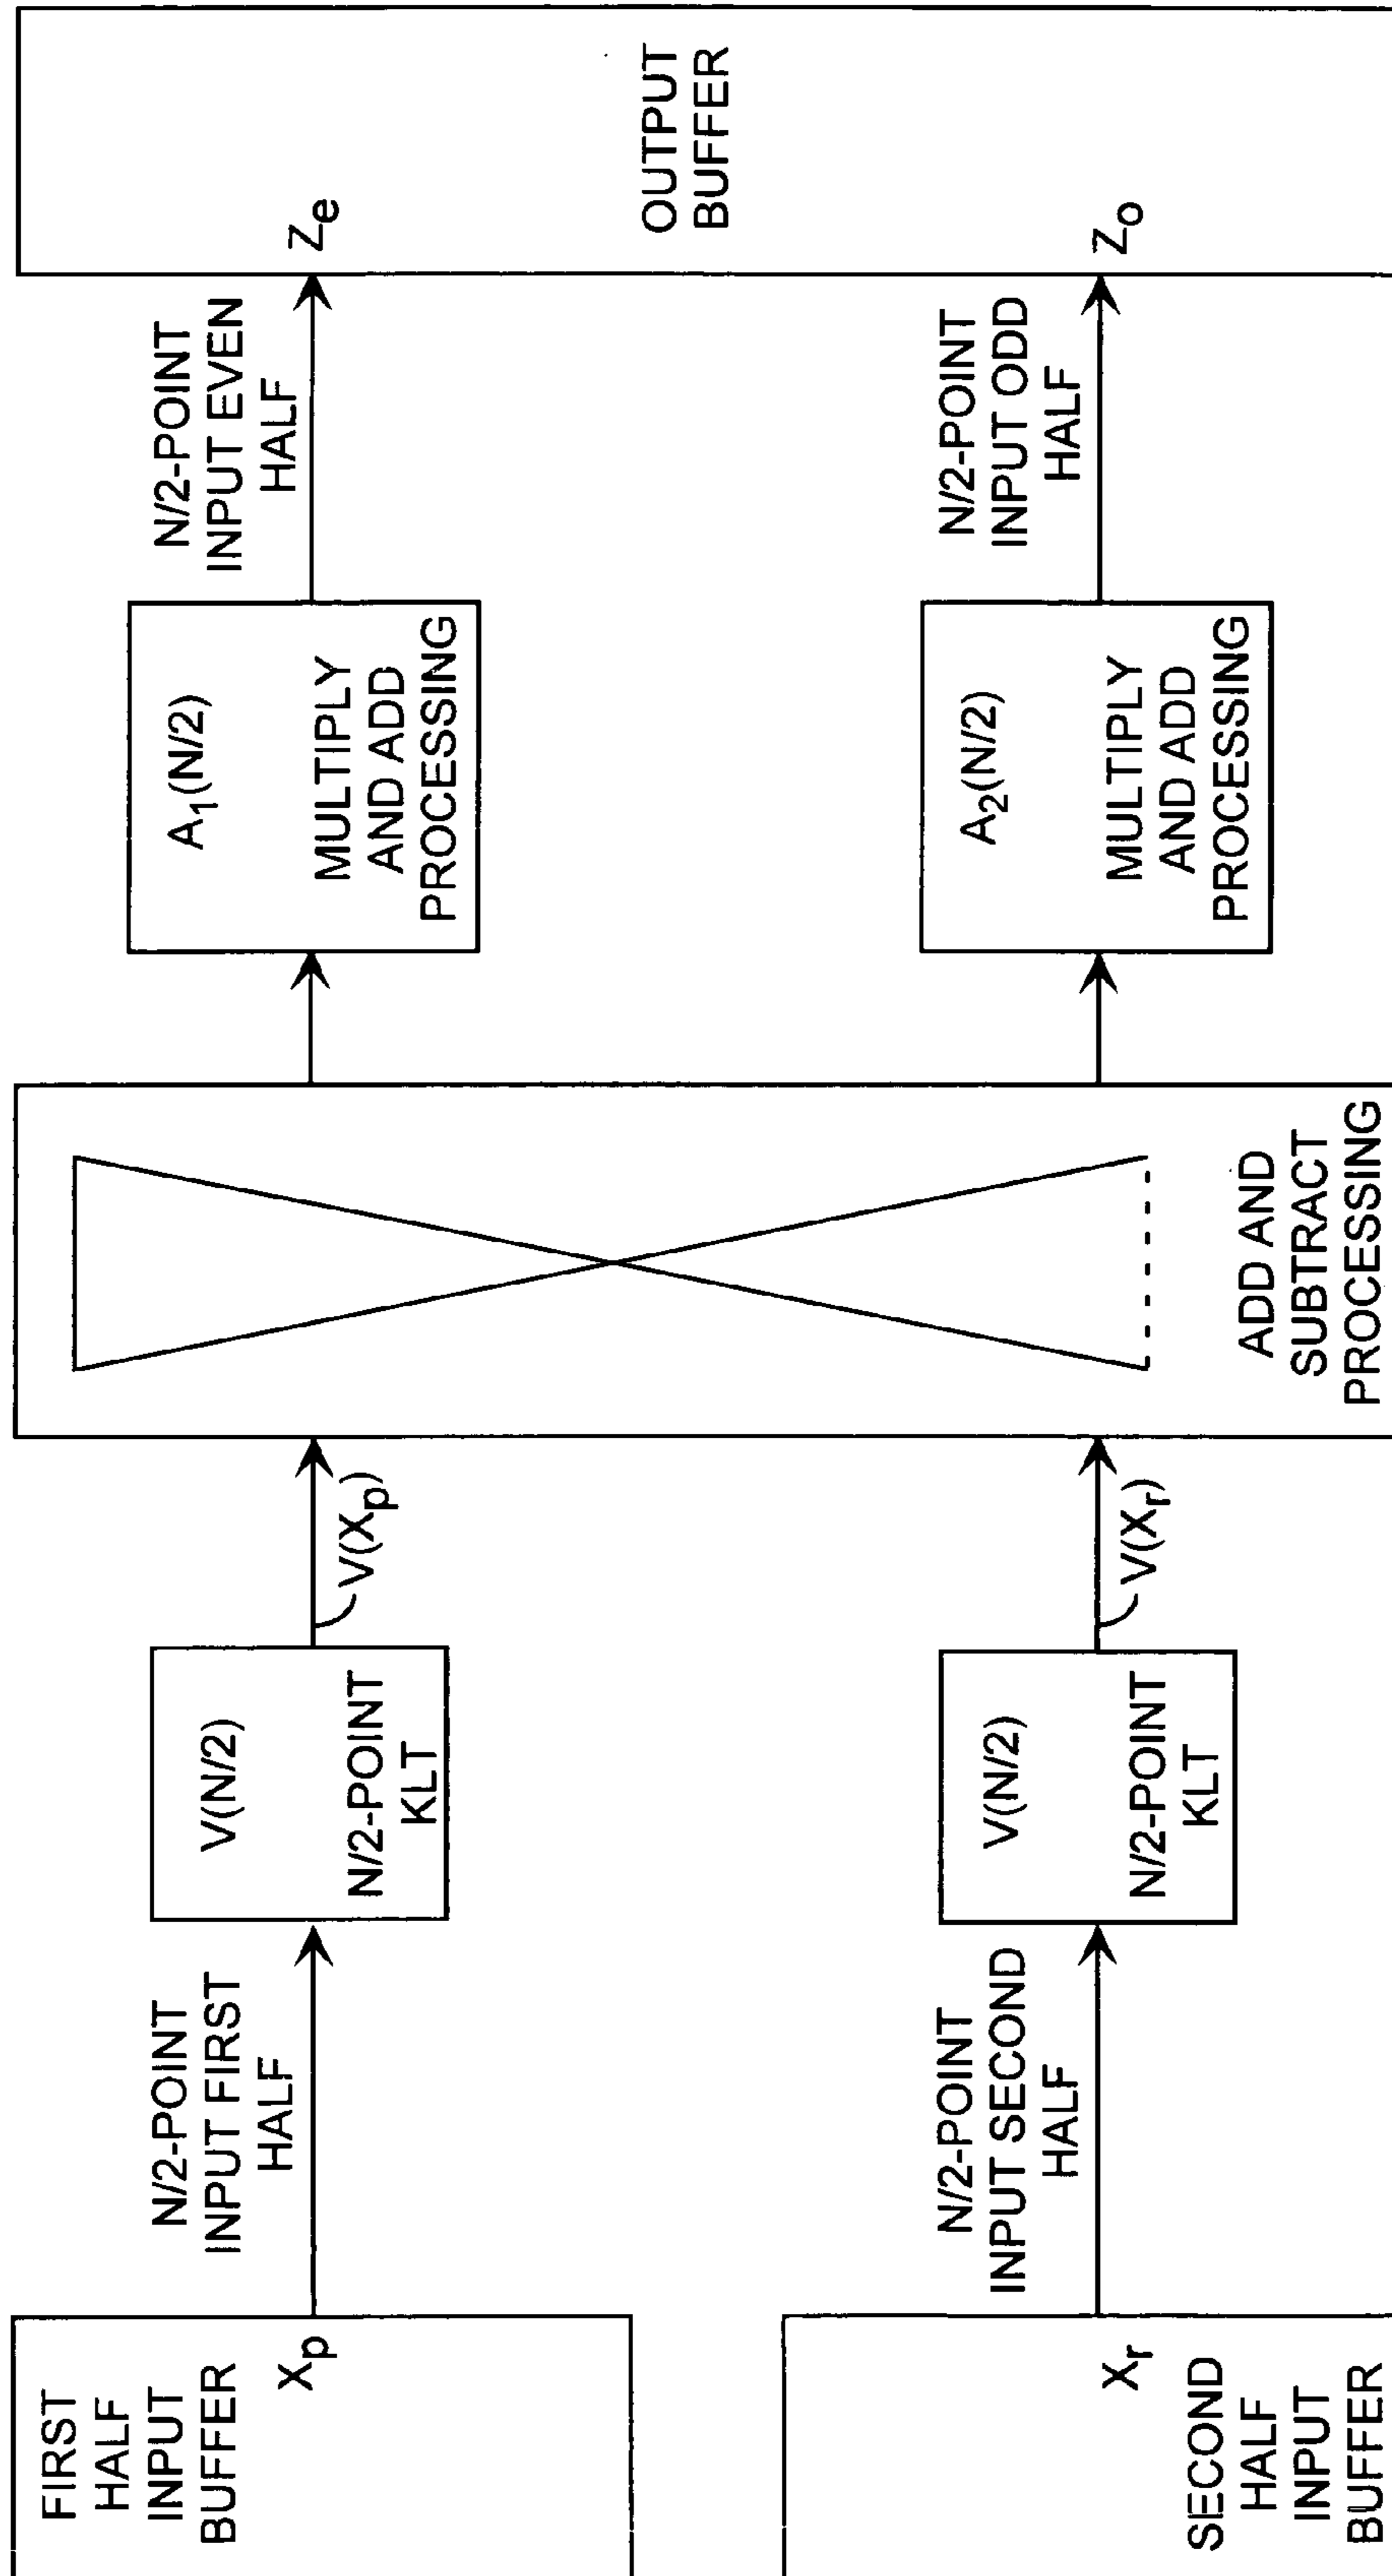 FIRST
HALF
INPUT
BUFFER
Xp
N/2-POINT
INPUT FIRST
HALF
V(N/2)
N/2-POINT
KLT
V(Xp)
A1(N/2)
MULTIPLY
AND ADD
PROCESSING
N/2-POINT
INPUT EVEN
HALF
Ze
OUTPUT
BUFFER
Xr
SECOND
HALF
INPUT
BUFFER
N/2-POINT
INPUT SECOND
HALF
V(N/2)
N/2-POINT
KLT
V(Xr)
ADD AND
SUBTRACT
PROCESSING
A2(N/2)
MULTIPLY
AND ADD
PROCESSING
N/2-POINT
INPUT ODD
HALF
Zo